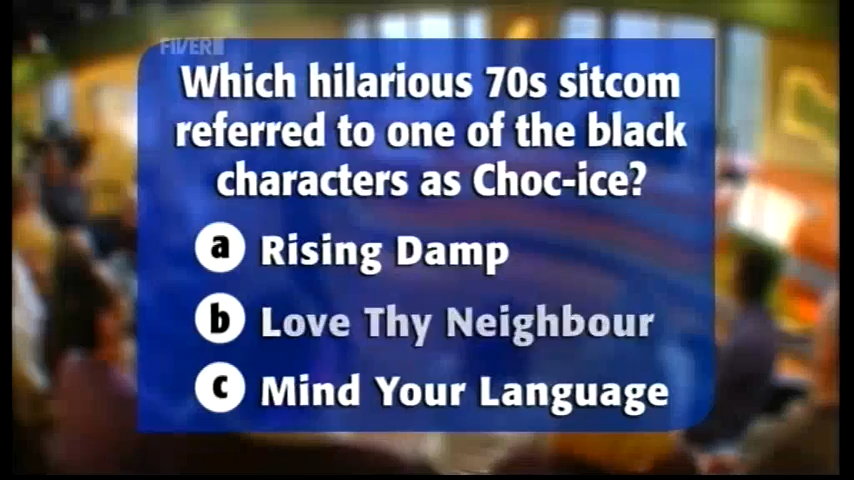 FIVER
Which hilarious 70s sitcom
referred to one of the black
characters as Choc-ice?
a Rising Damp
b Love Thy Neighbour
c Mind Your Language